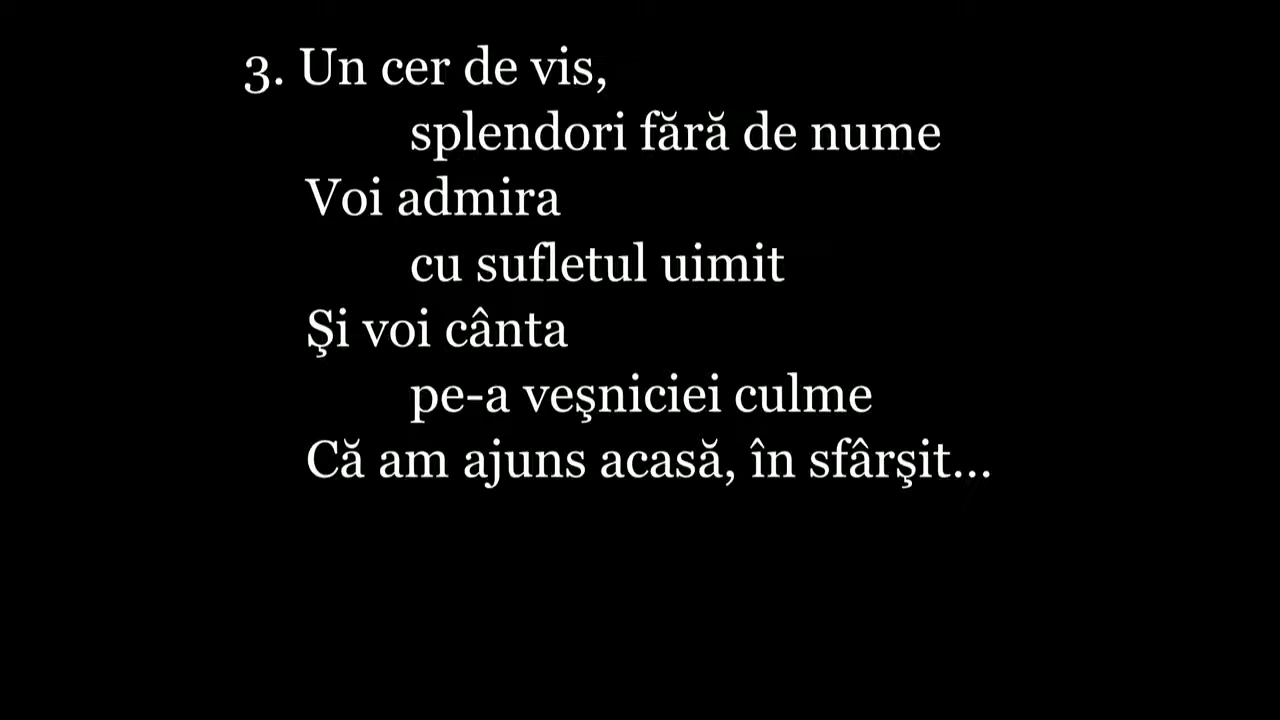 3. Un cer de vis,
splendori fără de nume
Voi admira
cu sufletul uimit
Şi voi cânta
pe-a veşniciei culme
Că am ajuns acasă, în sfârşit...